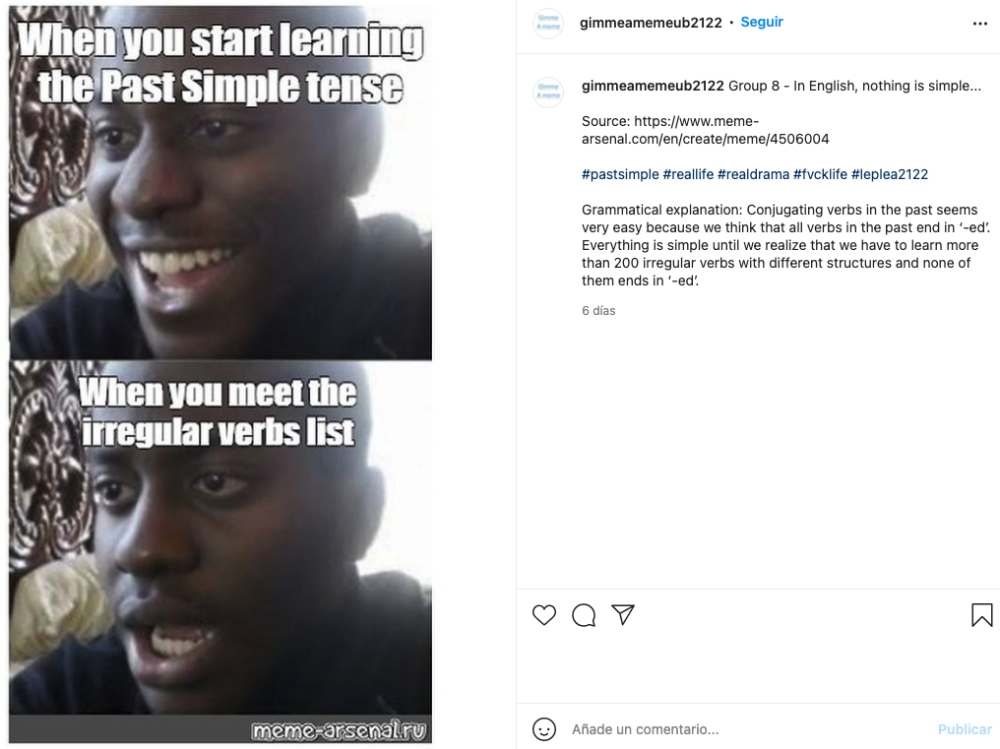 When you start learning
the Past Simple tense
When you meet the
irregular verbs list
meme-arsenal.ru
Gimme
A meme
gimmeamemeub2122 • Seguir
Gimme
A meme
gimmeamemeub2122 Group 8 - In English, nothing is simple...
Source: https://www.meme-
arsenal.com/en/create/meme/4506004
#pastsimple #reallife #realdrama #fvcklife #leplea2122
Grammatical explanation: Conjugating verbs in the past seems
very easy because we think that all verbs in the past end in ‘-ed’.
Everything is simple until we realize that we have to learn more
than 200 irregular verbs with different structures and none of
them ends in ‘-ed’.
6 días
Añade un comentario...
Publicar